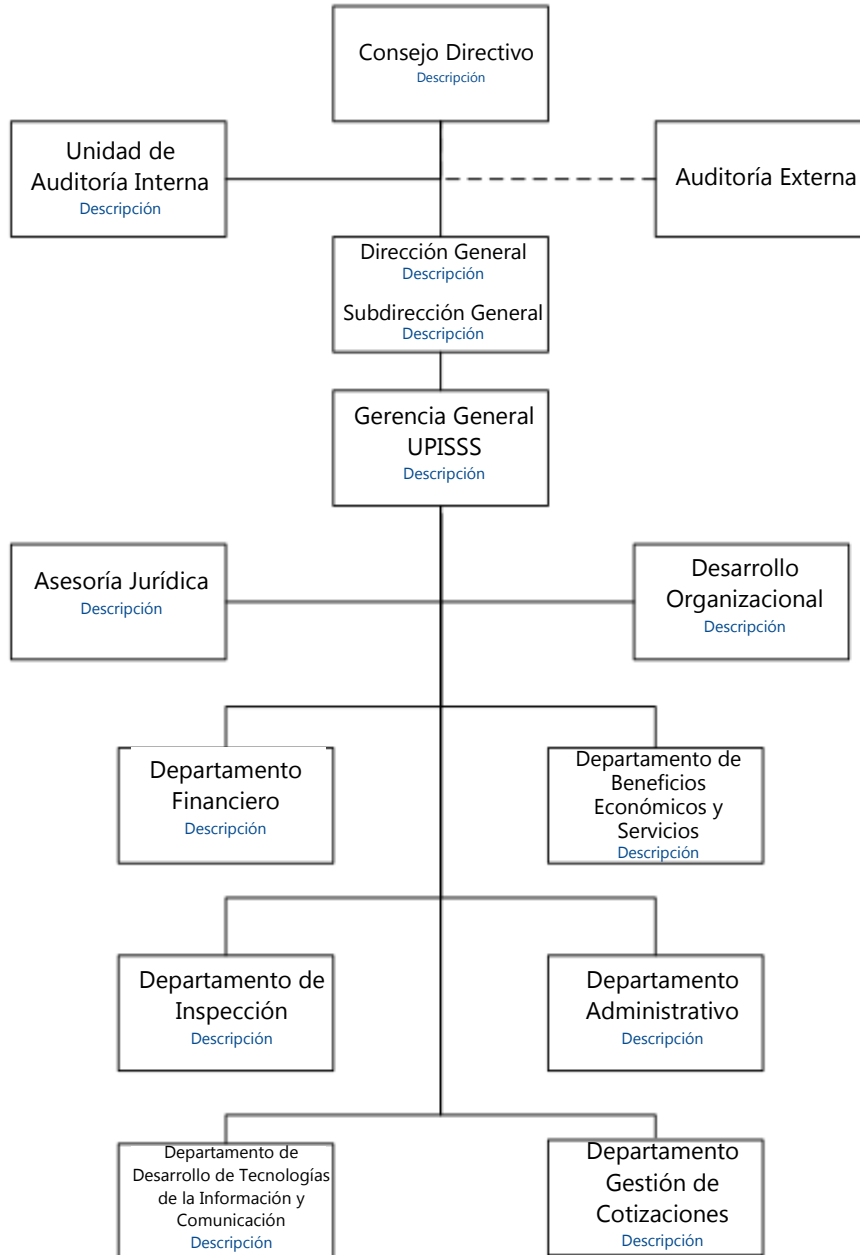 Consejo Directivo
Descripción
Unidad de
Auditoría Interna
Descripción
Auditoría Externa
Dirección General
Descripción
Subdirección General
Descripción
Gerencia General
UPISSS
Descripción
Asesoría Jurídica
Descripción
Desarrollo
Organizacional
Descripción
Departamento
Financiero
Descripción
Departamento de
Beneficios
Económicos y
Servicios
Descripción
Departamento de
Inspección
Descripción
Departamento
Administrativo
Descripción
Departamento de
Desarrollo de Tecnologías
de la Información y
Comunicación
Descripción
Departamento
Gestión de
Cotizaciones
Descripción